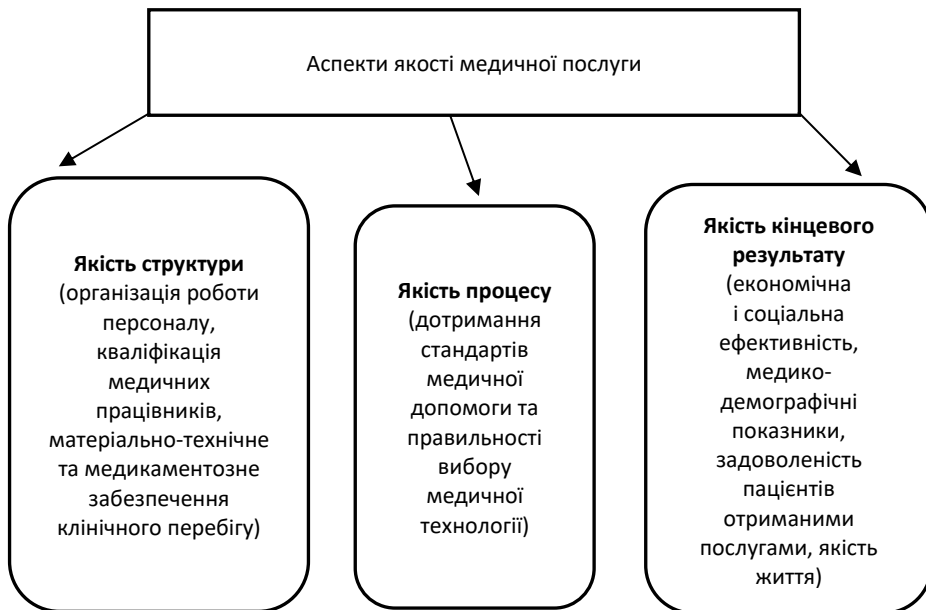 Аспекти якості медичної послуги
Якість структури
(організація роботи
персоналу,
кваліфікація
медичних
працівників,
матеріально-технічне
та медикаментозне
забезпечення
клінічного перебігу)
Якість процесу
(дотримання
стандартів
медичної
допомоги та
правильності
вибору
медичної
технології)
Якість кінцевого
результату
(економічна
і соціальна
ефективність,
медико-
демографічні
показники,
задоволеність
пацієнтів
отриманими
послугами, якість
життя)